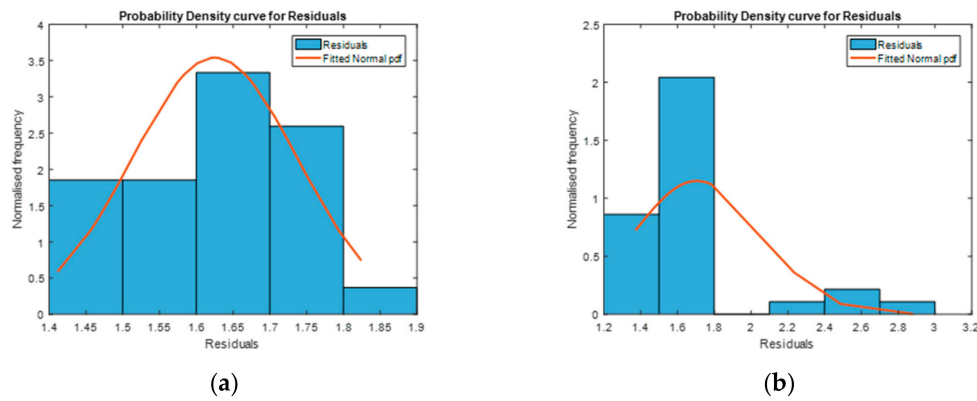 Probability Density curve for Residuals
4
3.5
3
2.5
2
1.5
1
0.5
0
Normalised frequency
Residuals
Fitted Normal pdf
1.4 1.45 1.5 1.55 1.6 1.65 1.7 1.75 1.8 1.85 1.9
Residuals
(a)
Probability Density curve for Residuals
2.5
2
1.5
1
0.5
0
Normalised frequency
Residuals
Fitted Normal pdf
1.2 1.4 1.6 1.8 2 2.2 2.4 2.6 2.8 3 3.2
Residuals
(b)